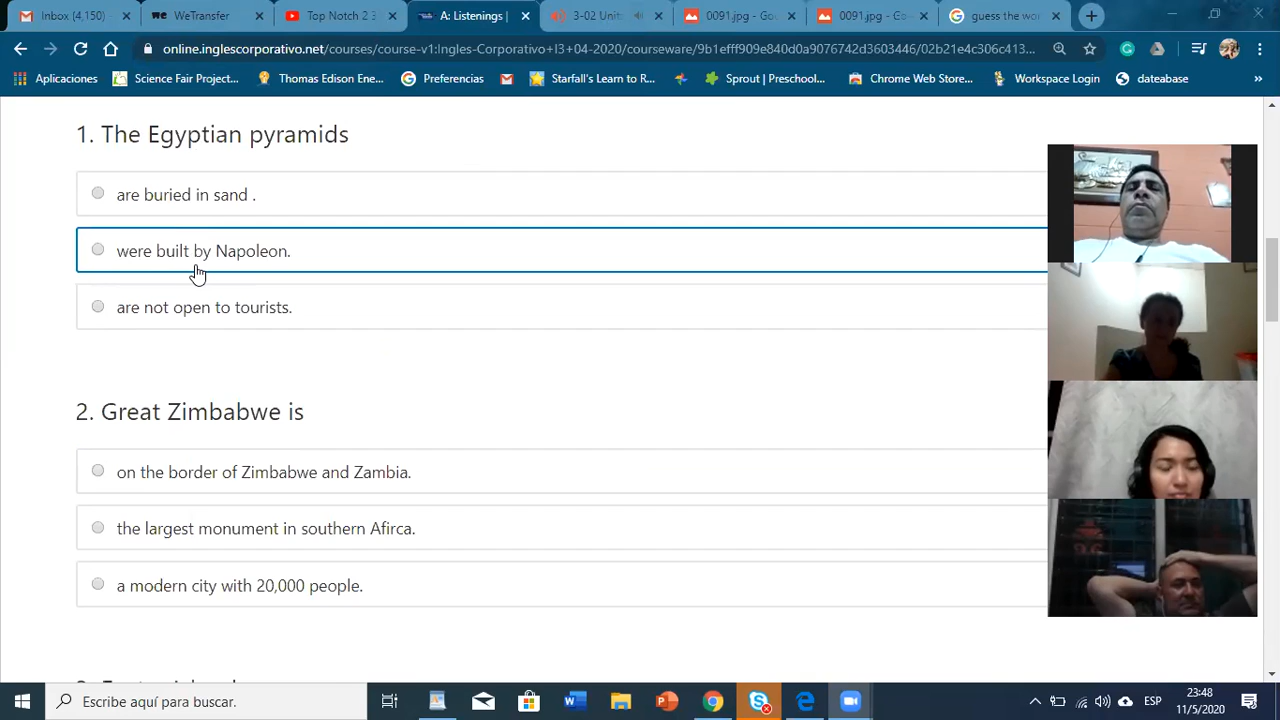 Inbox (4,150)
WeTransfer
Top Notch 2 3
A: Listenings |
3-02 Unit
0091.jpg - Go
0091.jpg - Go
guess the wo
online.inglescorporativo.net/courses/course-v1:Ingles-Corporativo+I3+04-2020/courseware/9b1efff909e840d0a9076742d3603446/02b21e4c306c413...
Aplicaciones
Science Fair Project...
Thomas Edison Ene...
Preferencias
Starfall's Learn to R...
Sprout | Preschool...
Chrome Web Store...
Workspace Login
dateabase
»
1. The Egyptian pyramids
are buried in sand .
were built by Napoleon.
are not open to tourists.
2. Great Zimbabwe is
on the border of Zimbabwe and Zambia.
the largest monument in southern Afirca.
a modern city with 20,000 people.
Escribe aquí para buscar.
ESP
23:48
11/5/2020